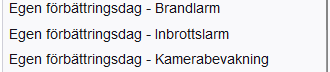 Egen förbättringsdag - Brandlarm
Egen förbättringsdag - Inbrottslarm
Egen förbättringsdag - Kamerabevakning